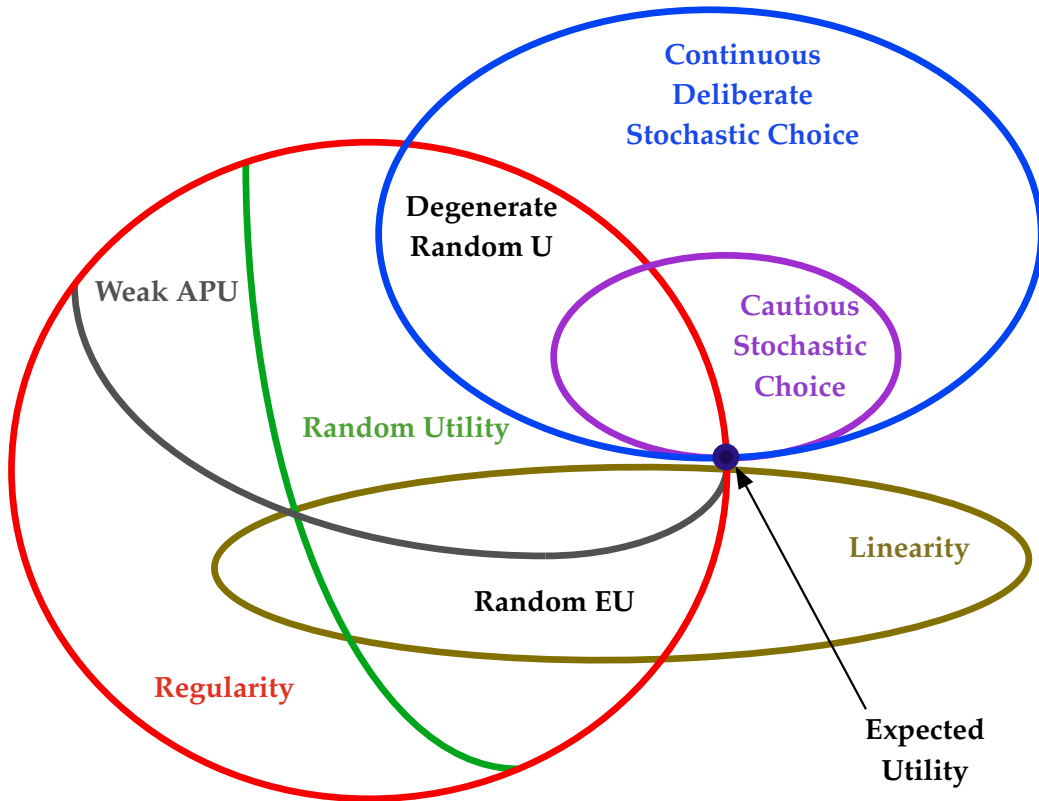 Continuous
Deliberate
Stochastic Choice
Degenerate
Random U
Weak APU
Cautious
Stochastic
Choice
Random Utility
Linearity
Random EU
Regularity
Expected
Utility